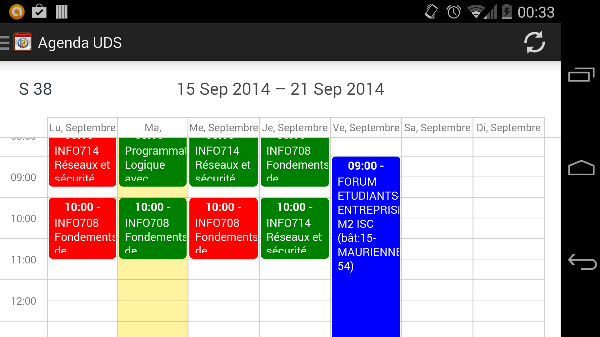 00:33
Agenda UDS
S 38
15 Sep 2014 – 21 Sep 2014
Lu, Septembre
Ma,
Me, Septembre
Je, Septembre
Ve, Septembre
Sa, Septembre
Di, Septembre
09:00
10:00
11:00
12:00
INFO714
Réseaux et
sécurité
10:00 -
INFO708
Fondements
de
Programmat
Logique
avec
10:00 -
INFO708
Fondements
de
INFO714
Réseaux et
sécurité
10:00 -
INFO708
Fondements
de
INFO708
Fondements
de
10:00 -
INFO714
Réseaux et
sécurité
09:00 -
FORUM
ETUDIANTS-
ENTREPRISE
M2 ISC
(bât:15-
MAURIENNE
54)